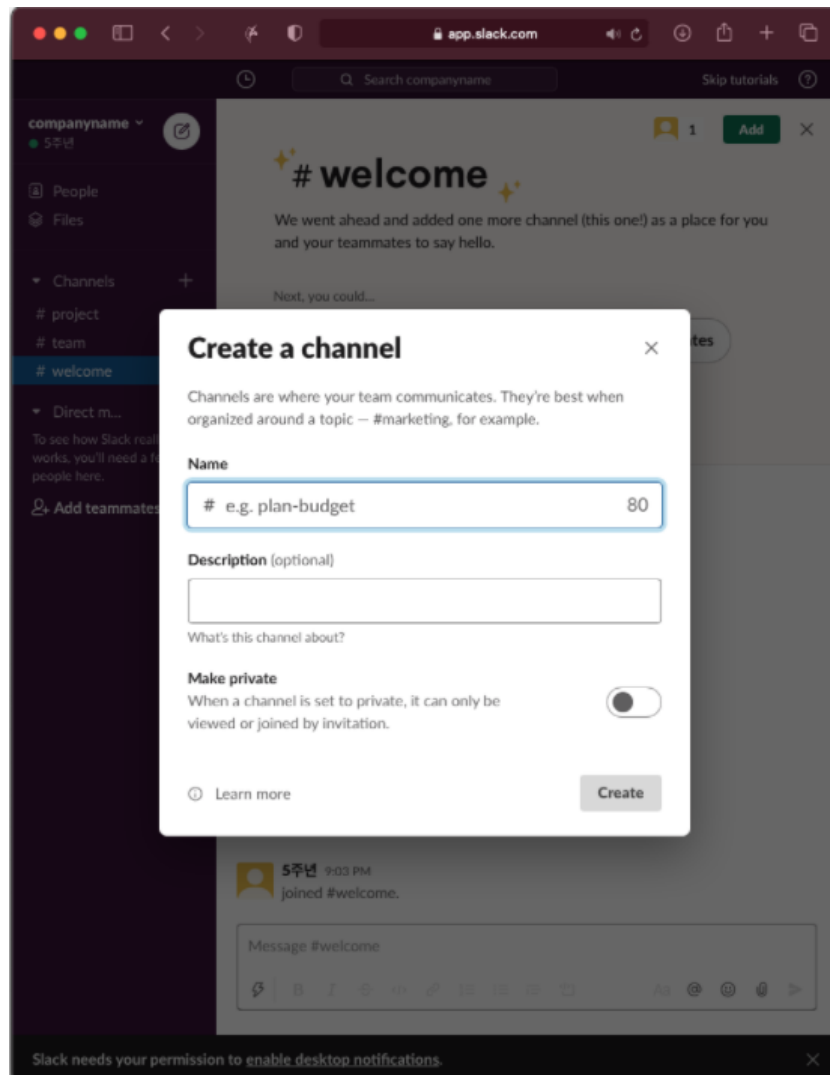 app.slack.com
Search companyname
Skip tutorials
companyname
5주년
People
Files
Channels
# project
# team
# welcome
Direct m...
To see how Slack reall
works, you'll need a fe
people here.
Add teammates
1
Add
# welcome
We went ahead and added one more channel (this one!) as a place for you
and your teammates to say hello.
Next, you could...
tes
Create a channel
Channels are where your team communicates. They're best when
organized around a topic — #marketing, for example.
Name
# e.g. plan-budget 80
Description (optional)
What's this channel about?
Make private
When a channel is set to private, it can only be
viewed or joined by invitation.
Learn more
Create
5주년 9:03 PM
joined #welcome.
Message #welcome
B I S
Aa @
Slack needs your permission to enable desktop notifications.